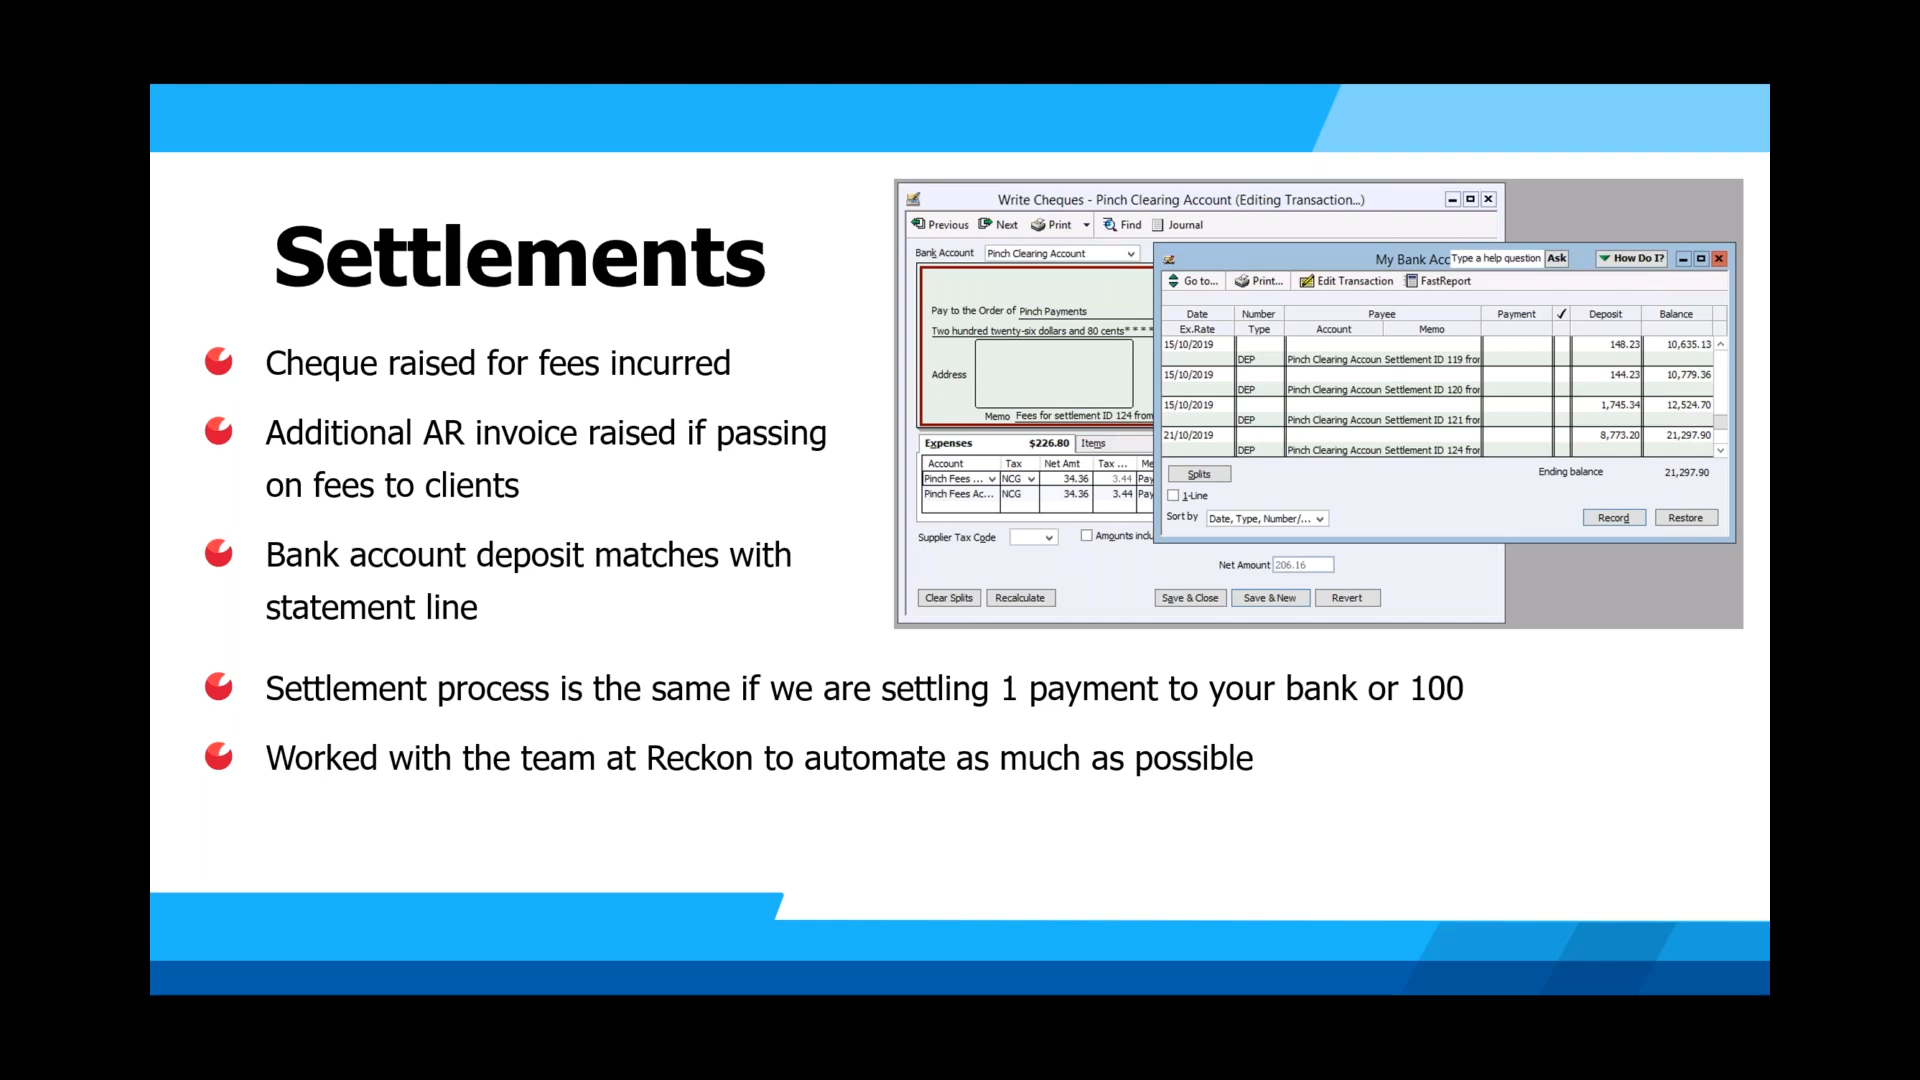 Settlements
Cheque raised for fees incurred
Additional AR invoice raised if passing
on fees to clients
Bank account deposit matches with
statement line
Settlement process is the same if we are settling 1 payment to your bank or 100
Worked with the team at Reckon to automate as much as possible
Write Cheques - Pinch Clearing Account (Editing Transaction...)
Previous Next Print Find Journal
Bank Account Pinch Clearing Account
Pay to the Order of Pinch Payments
Two hundred twenty-six dollars and 80 cents* * * *
Address
Memo Fees for settlement ID 124 from
Expenses $226.80 Items
Account Tax Net Amt Tax ... Me
Pinch Fees ... NCG 34.36 3.44 Pay
Pinch Fees Ac... NCG 34.36 3.44 Pay
Supplier Tax Code Amounts inclu
Net Amount 206.16
Clear Splits Recalculate Save & Close Save & New Revert
My Bank Acc Type a help question Ask How Do I?
Go to... Print... Edit Transaction FastReport
Date Number Payee Payment ✓ Deposit Balance
Ex.Rate Type Account Memo
15/10/2019 148.23 10,635.13
DEP Pinch Clearing Accoun Settlement ID 119 fror
15/10/2019 144.23 10,779.36
DEP Pinch Clearing Accoun Settlement ID 120 fror
15/10/2019 1,745.34 12,524.70
DEP Pinch Clearing Accoun Settlement ID 121 fror
21/10/2019 8,773.20 21,297.90
DEP Pinch Clearing Accoun Settlement ID 124 fror
Splits Ending balance 21,297.90
1-Line
Sort by Date, Type, Number/... Record Restore